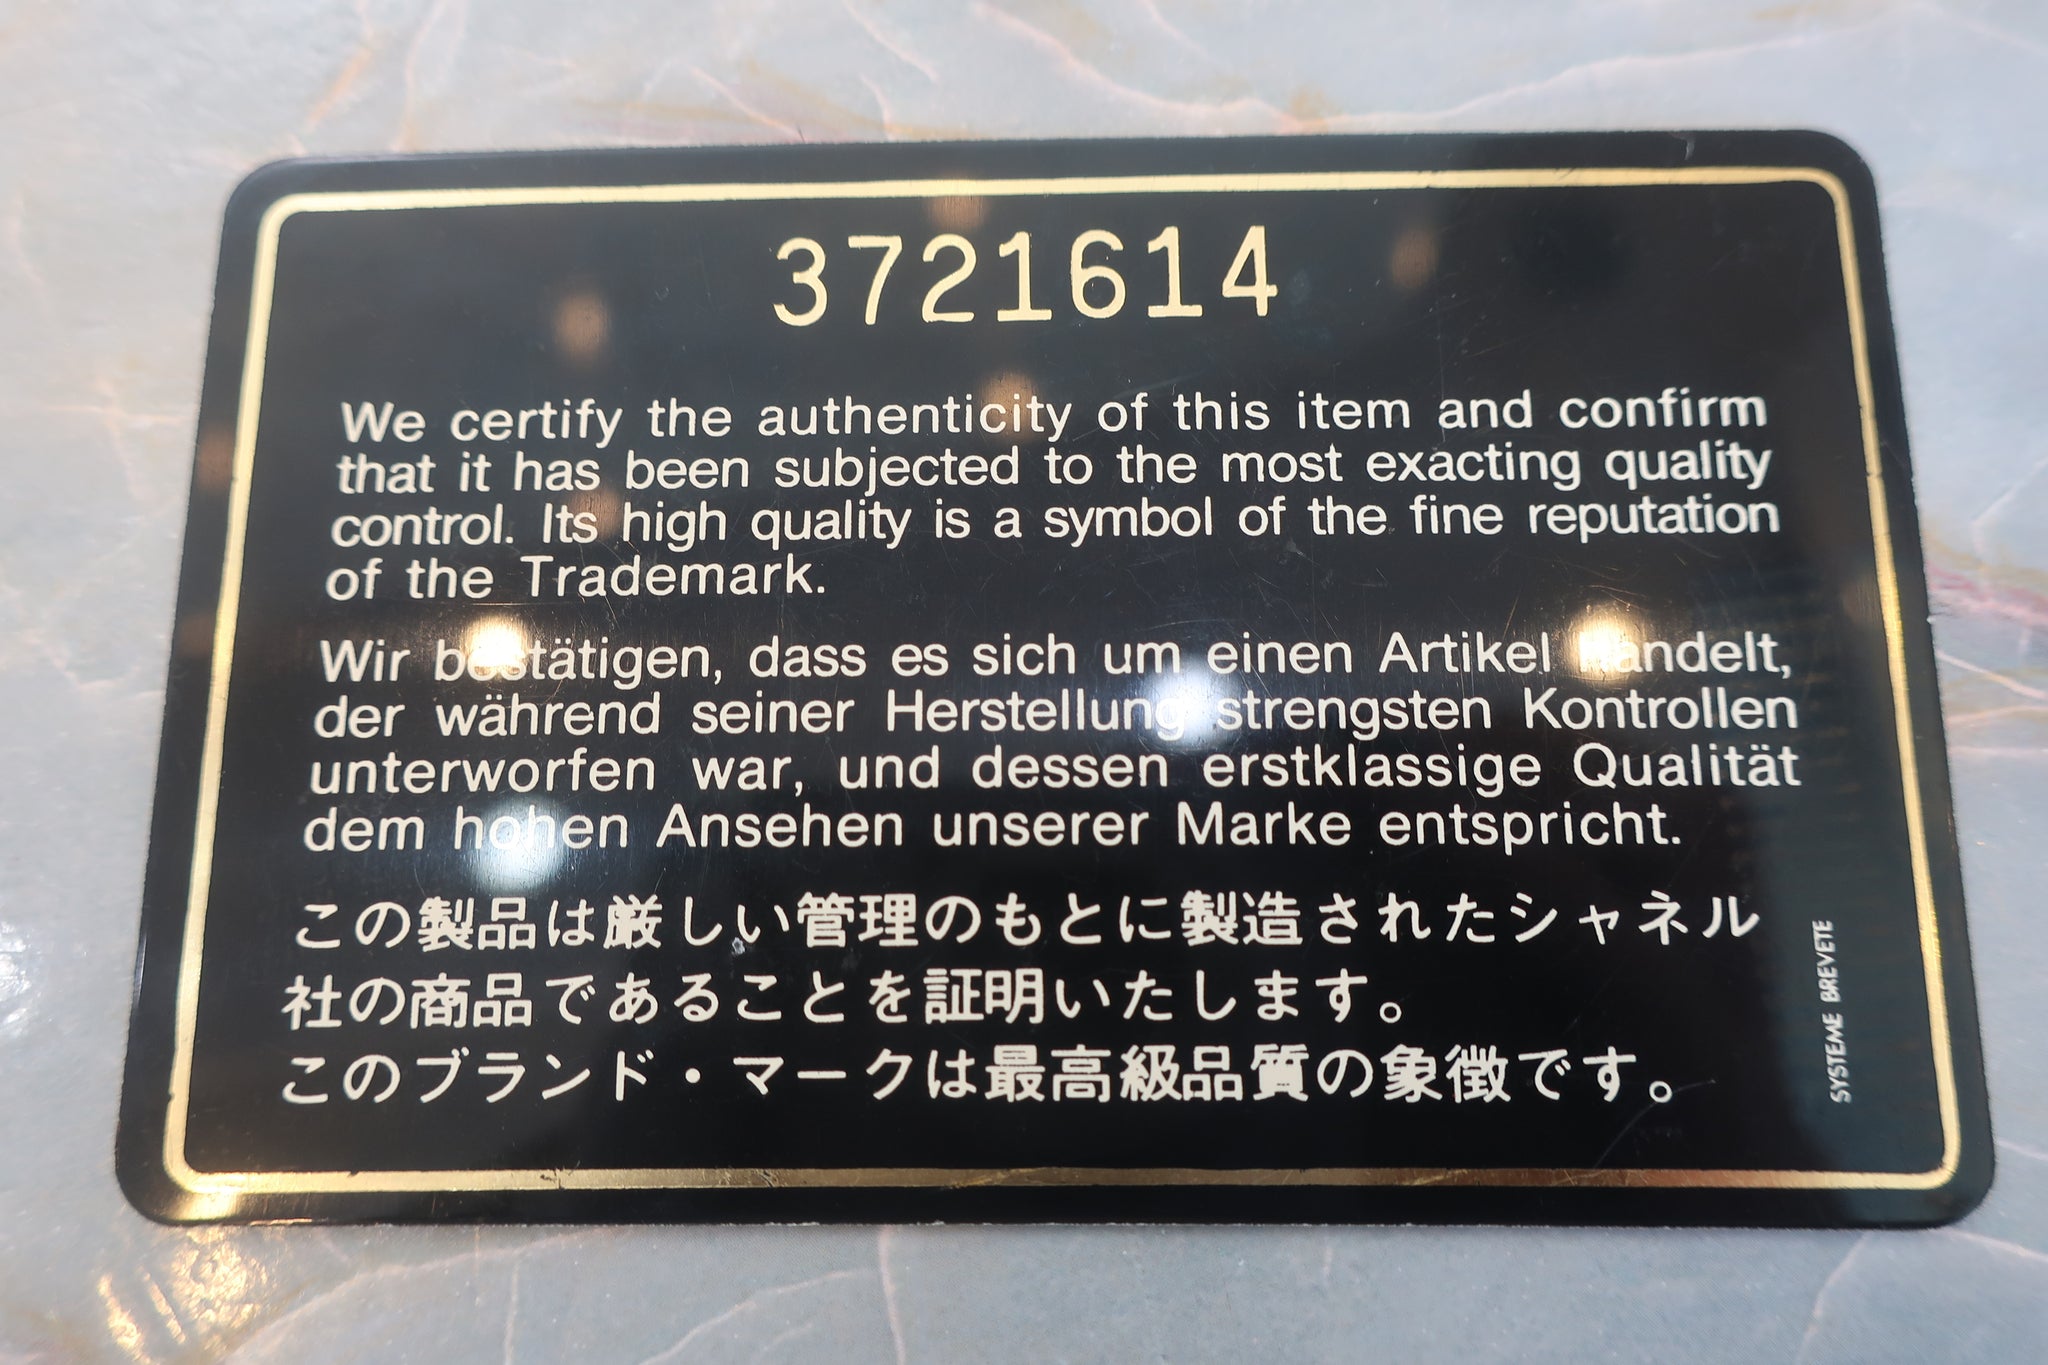 3721614
We certify the authenticity of this item and confirm
that it has been subjected to the most exacting quality
control. Its high quality is a symbol of the fine reputation
of the Trademark.
Wir bestätigen, dass es sich um einen Artikel handelt,
der während seiner Herstellung strengsten Kontrollen
unterworfen war, und dessen erstklassige Qualität
dem hohen Ansehen unserer Marke entspricht.
この製品は厳しい管理のもとに製造されたシャネル
社の商品であることを証明いたします。
このブランド・マークは最高級品質の象徴です。
SYSTEME BREVETE